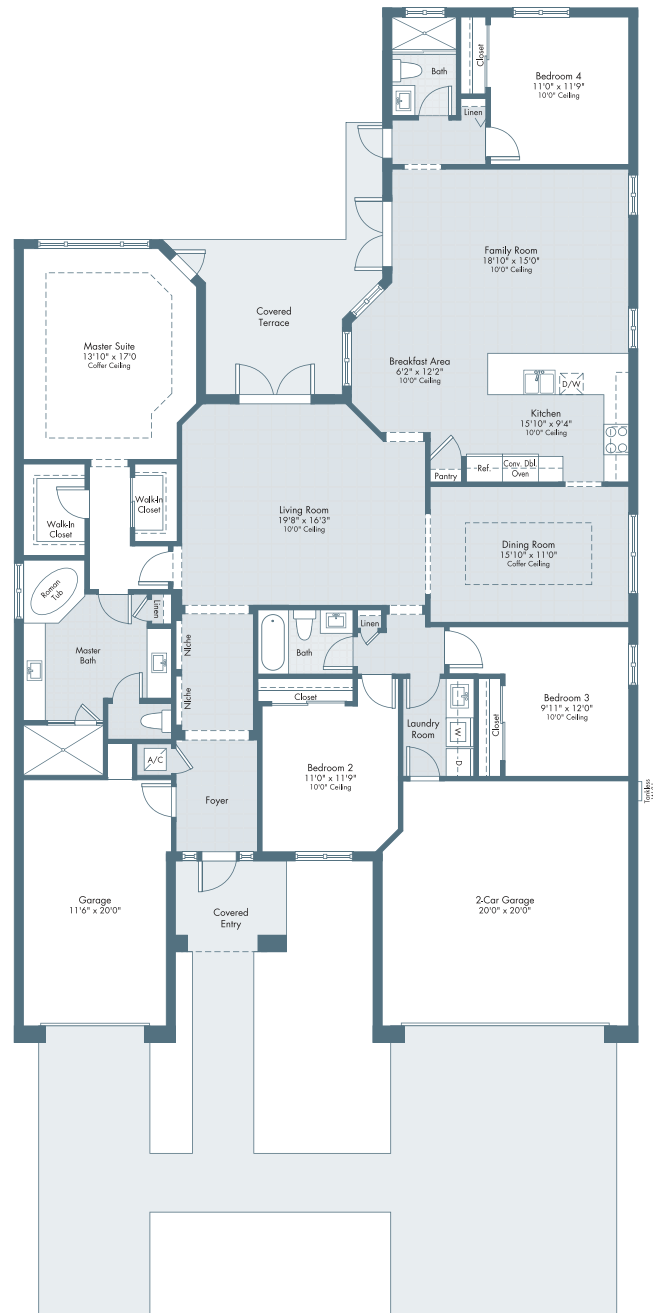 Bath
Closet
Bedroom 4
11'0" x 11'9"
10'0" Ceiling
Linen
Family Room
18'10" x 15'0"
10'0" Ceiling
Covered
Terrace
Master Suite
13'10" x 17'0
Coffer Ceiling
Breakfast Area
6'2" x 12'2"
10'0" Ceiling
D/W
Kitchen
15'10" x 9'4"
10'0" Ceiling
Ref.
Conv. Dbl.
Oven
Pantry
Walk-In
Closet
Walk-In
Closet
Living Room
19'8" x 16'3"
10'0" Ceiling
Dining Room
15'10" x 11'0"
Coffer Ceiling
Roman
Tub
Linen
Master
Bath
Niche
Niche
Bath
Linen
Closet
Laundry
Room
W
D
Closet
Bedroom 3
9'11" x 12'0"
10'0" Ceiling
A/C
Bedroom 2
11'0" x 11'9"
10'0" Ceiling
Foyer
Tankless
Garage
11'6" x 20'0"
Covered
Entry
2-Car Garage
20'0" x 20'0"